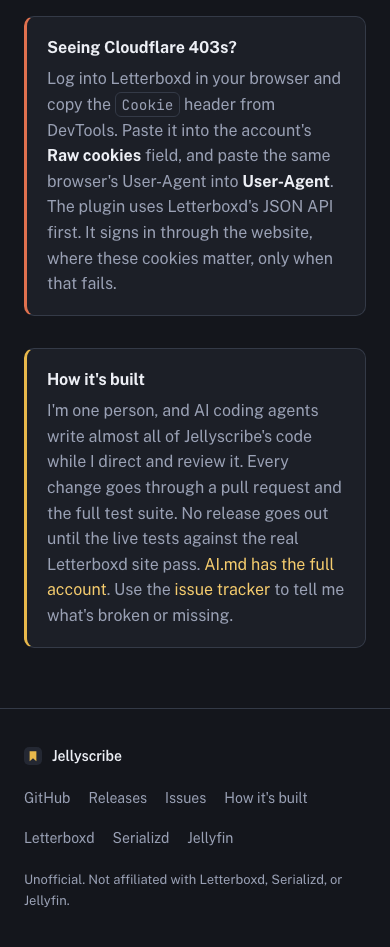 Seeing Cloudflare 403s?
Log into Letterboxd in your browser and
copy the Cookie header from
DevTools. Paste it into the account's
Raw cookies field, and paste the same
browser's User-Agent into User-Agent.
The plugin uses Letterboxd's JSON API
first. It signs in through the website,
where these cookies matter, only when
that fails.
How it's built
I'm one person, and AI coding agents
write almost all of Jellyscribe's code
while I direct and review it. Every
change goes through a pull request and
the full test suite. No release goes out
until the live tests against the real
Letterboxd site pass. AI.md has the full
account. Use the issue tracker to tell me
what's broken or missing.
Jellyscribe
GitHub Releases Issues How it's built
Letterboxd Serializd Jellyfin
Unofficial. Not affiliated with Letterboxd, Serializd, or
Jellyfin.